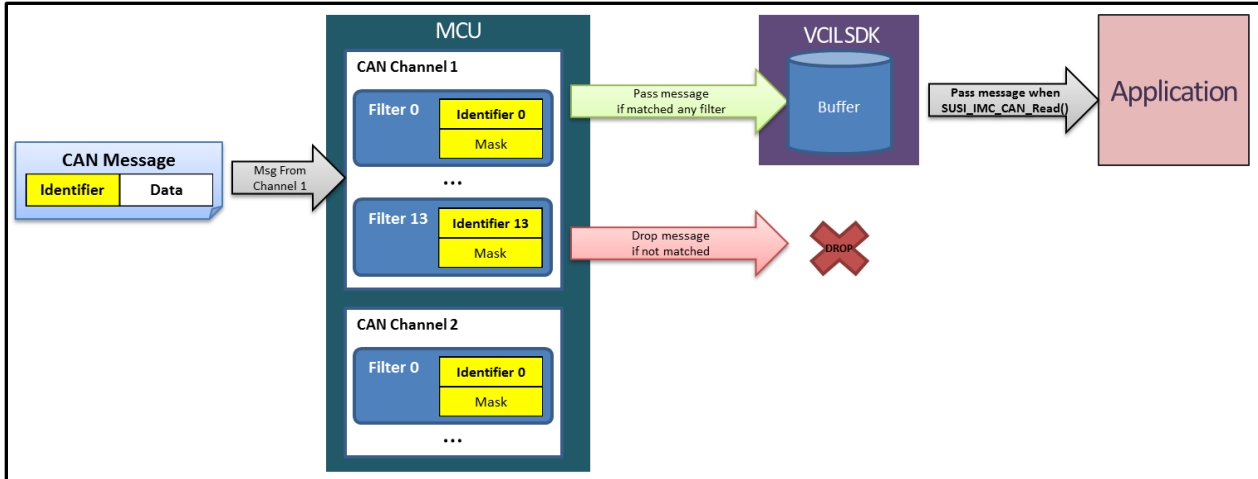 CAN Message
Identifier
Data
Msg From
Channel 1
MCU
CAN Channel 1
Filter 0
Identifier 0
Mask
...
Filter 13
Identifier 13
Mask
CAN Channel 2
Filter 0
Identifier 0
Mask
...
Pass message
if matched any filter
Drop message
if not matched
VCIL SDK
Buffer
DROP
Pass message when
SUSI_IMC_CAN_Read()
Application